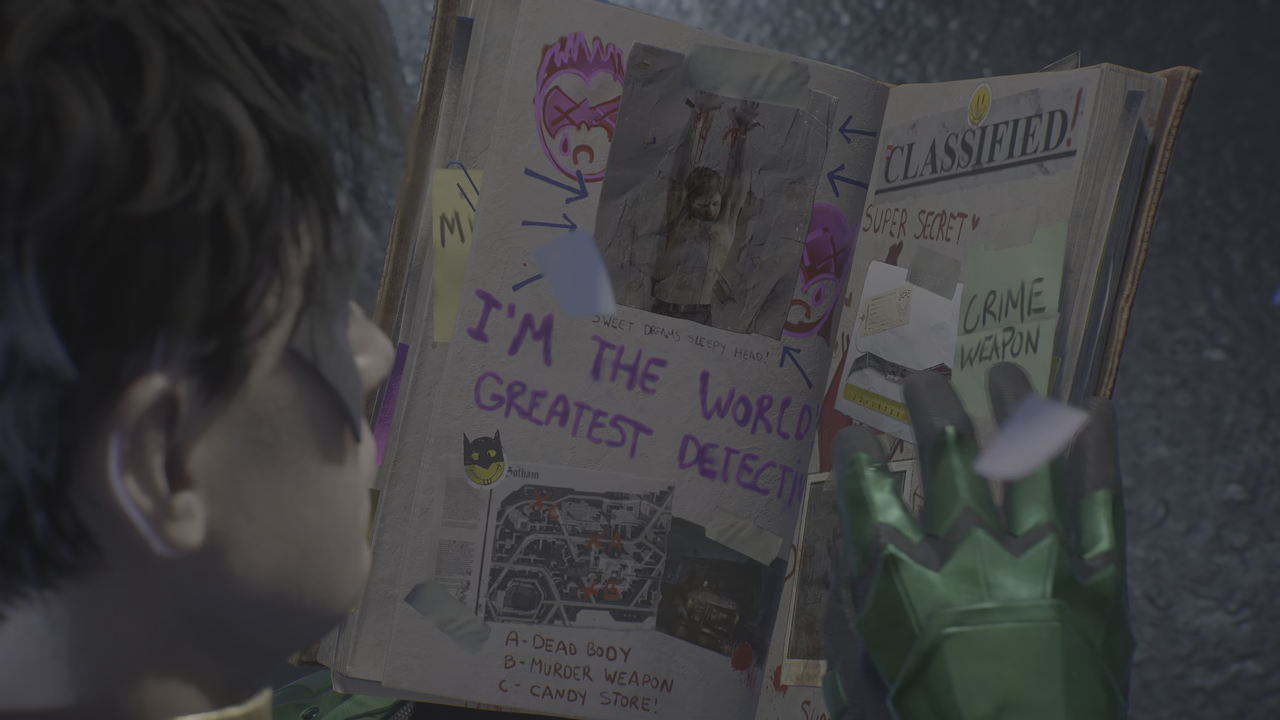 SWEET DREAMS SLEEPY HEAD!
I'M THE WORLD'
GREATEST DETECTI
Gotham
A-DEAD BODY
B-MURDER WEAPON
C-CANDY STORE!
CLASSIFIED!
SUPER SECRET
CRIME
WEAPON